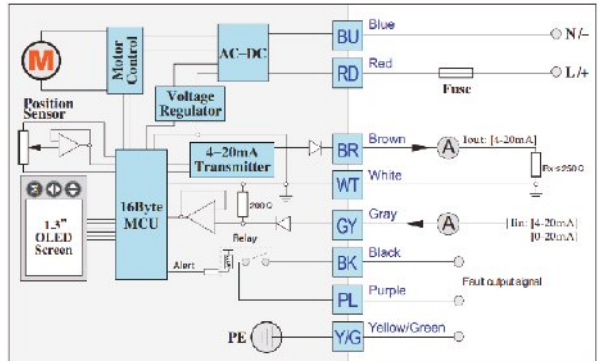 M
Motor
Control
AC-DC
Voltage
Regulator
Position
Sensor
4-20mA
Transmitter
16Byte
MCU
1.3"
OLED
Screen
200Ω
Relay
Alert
PE
BU
Blue
N/-
RD
Red
Fuse
L/+
BR
Brown
A
Iout: [4-20mA]
Rx≤250Ω
WT
White
GY
Gray
A
Iin: [4-20mA]
[0-20mA]
BK
Black
Fault output signal
PL
Purple
Y/G
Yellow/Green